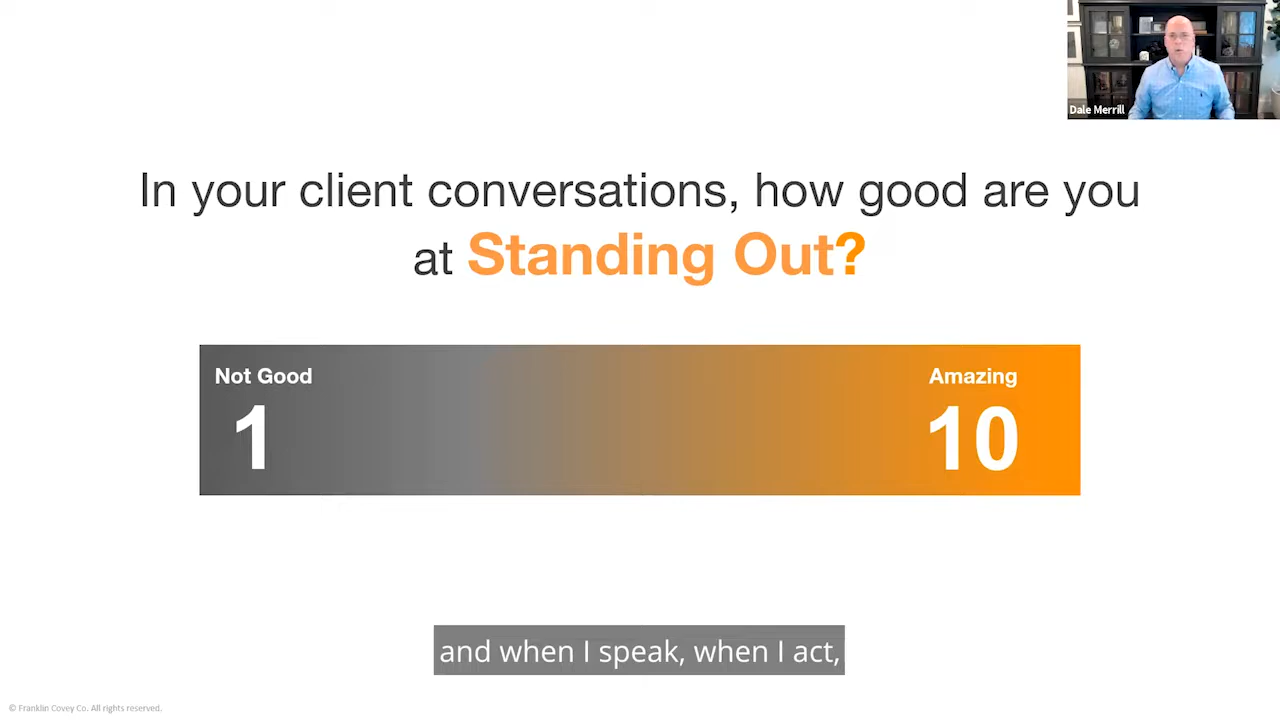 Dale Merrill
In your client conversations, how good are you
at Standing Out?
Not Good
Amazing
1
10
and when I speak, when I act,
© Franklin Covey Co. All rights reserved.